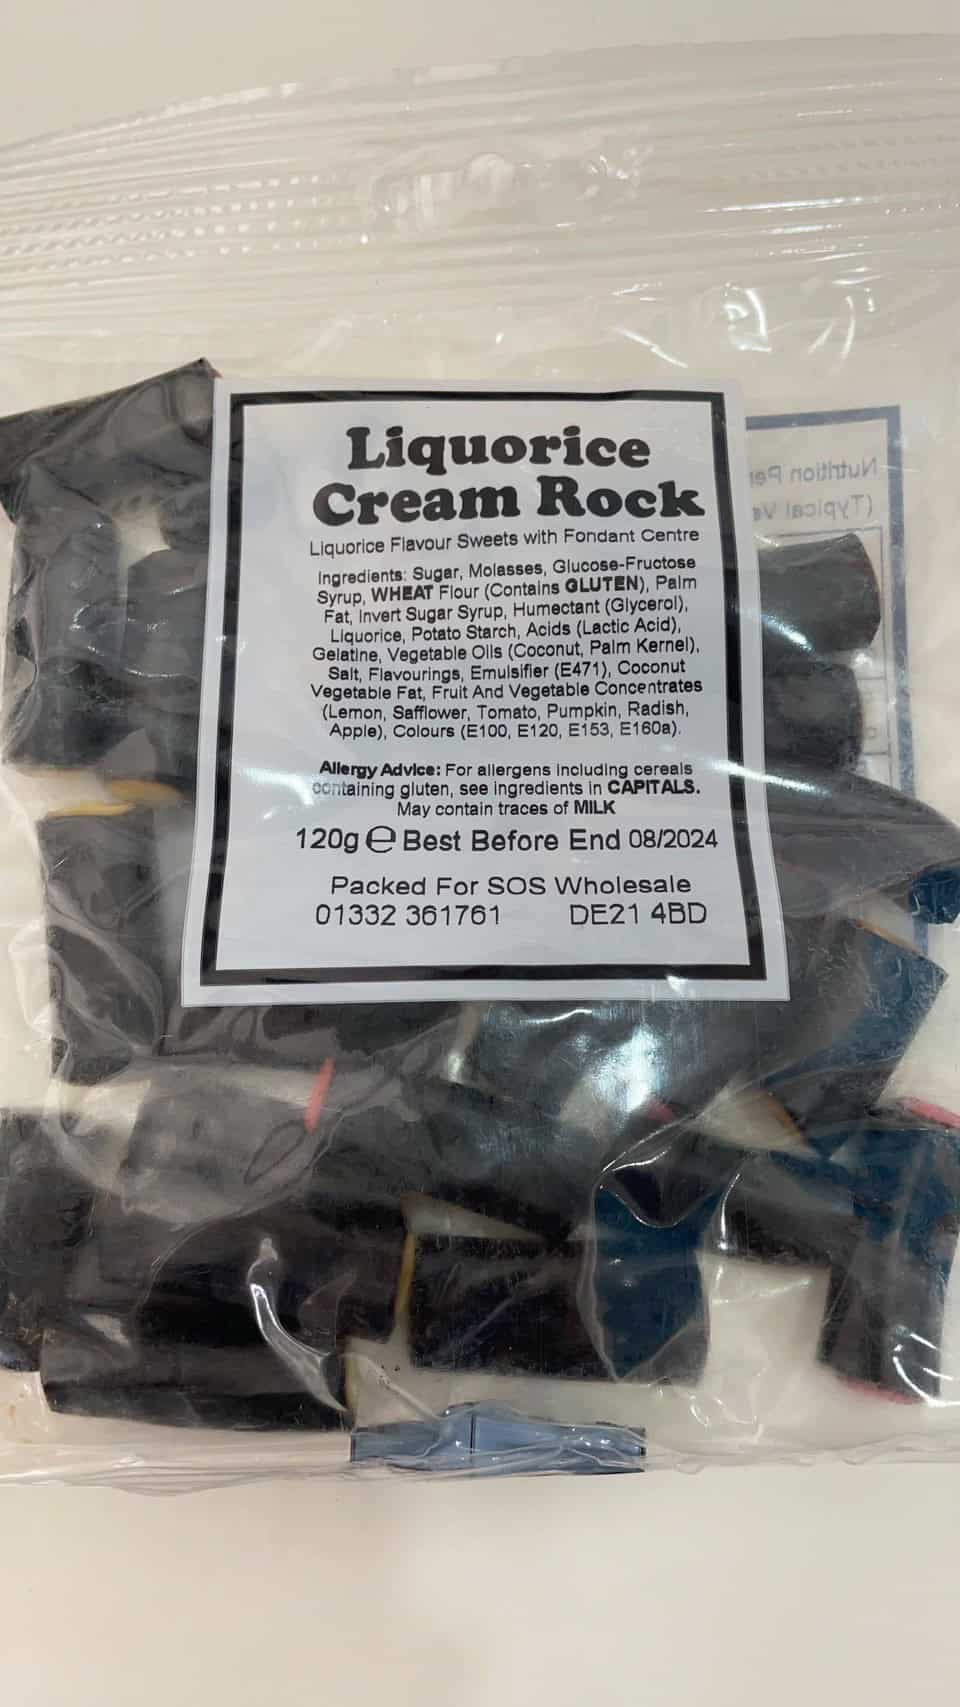 Liquorice
Cream Rock
Liquorice Flavour Sweets with Fondant Centre
Ingredients: Sugar, Molasses, Glucose-Fructose
Syrup, WHEAT Flour (Contains GLUTEN), Palm
Fat, Invert Sugar Syrup, Humectant (Glycerol),
Liquorice, Potato Starch, Acids (Lactic Acid),
Gelatine, Vegetable Oils (Coconut, Palm Kernel),
Salt, Flavourings, Emulsifier (E471), Coconut
Vegetable Fat, Fruit And Vegetable Concentrates
(Lemon, Safflower, Tomato, Pumpkin, Radish,
Apple), Colours (E100, E120, E153, E160a).
Allergy Advice: For allergens including cereals
containing gluten, see ingredients in CAPITALS.
May contain traces of MILK
120g ℮ Best Before End 08/2024
Packed For SOS Wholesale
01332 361761 DE21 4BD
Nutrition
(Typical